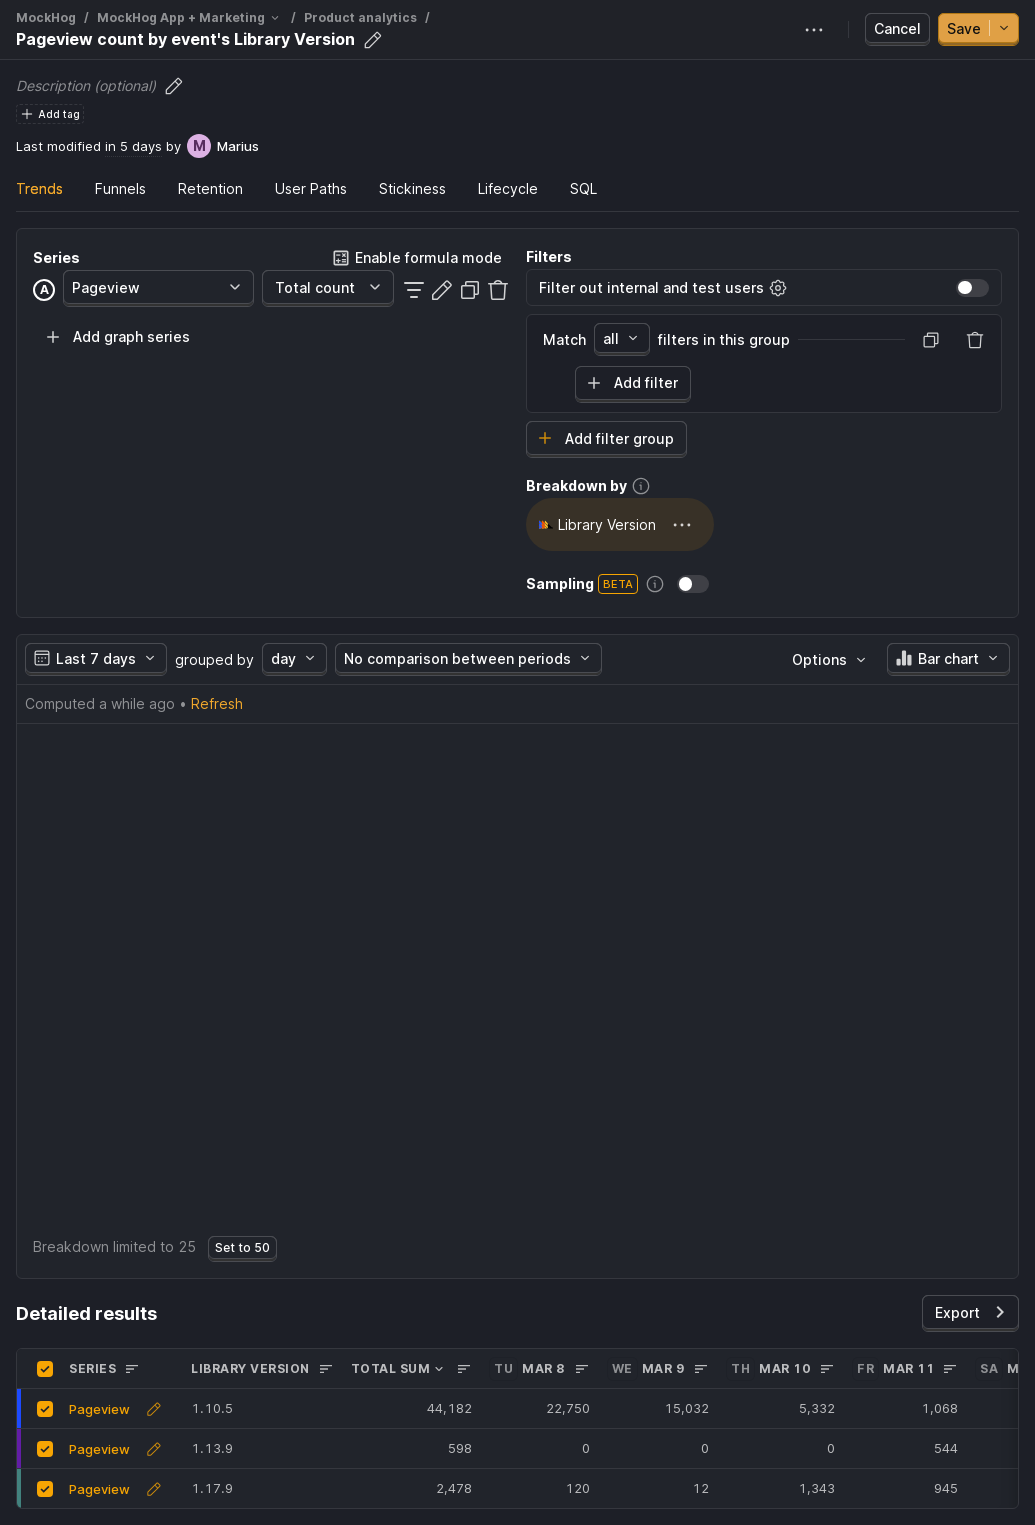 MockHog / MockHog App + Marketing / Product analytics /
Pageview count by event's Library Version
Cancel
Save
Description (optional)
Add tag
Last modified in 5 days by M Marius
Trends Funnels Retention User Paths Stickiness Lifecycle SQL
Series
Enable formula mode
A Pageview Total count
Add graph series
Filters
Filter out internal and test users
Match all filters in this group
Add filter
Add filter group
Breakdown by
Library Version
Sampling BETA
Last 7 days grouped by day No comparison between periods Options Bar chart
Computed a while ago • Refresh
Breakdown limited to 25 Set to 50
Detailed results
Export
SERIES LIBRARY VERSION TOTAL SUM TU MAR 8 WE MAR 9 TH MAR 10 FR MAR 11 SA M
Pageview 1.10.5 44,182 22,750 15,032 5,332 1,068
Pageview 1.13.9 598 0 0 0 544
Pageview 1.17.9 2,478 120 12 1,343 945